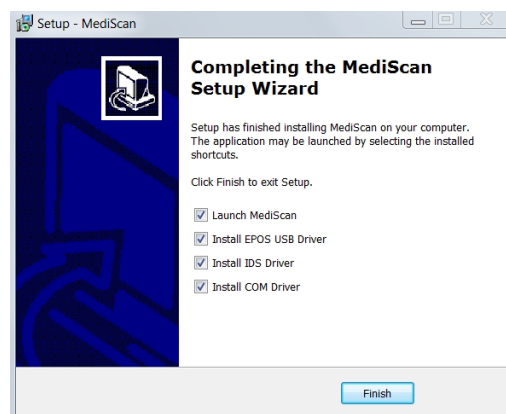 Setup - MediScan
Completing the MediScan
Setup Wizard
Setup has finished installing MediScan on your computer.
The application may be launched by selecting the installed
shortcuts.
Click Finish to exit Setup.
Launch MediScan
Install EPOS USB Driver
Install IDS Driver
Install COM Driver
Finish